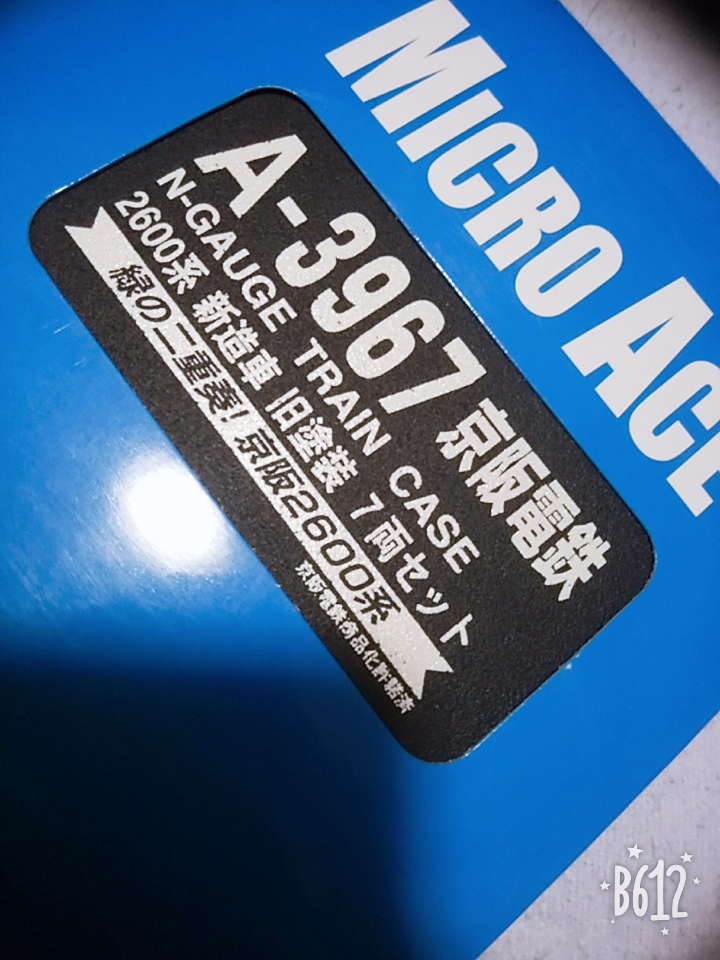 MICRO ACE
A-3967 京阪電鉄
N-GAUGE TRAIN CASE
2600系 新造車 旧塗装 7両セット
緑の二重奏! 京阪2600系
京阪電鉄商品化許諾済
B612